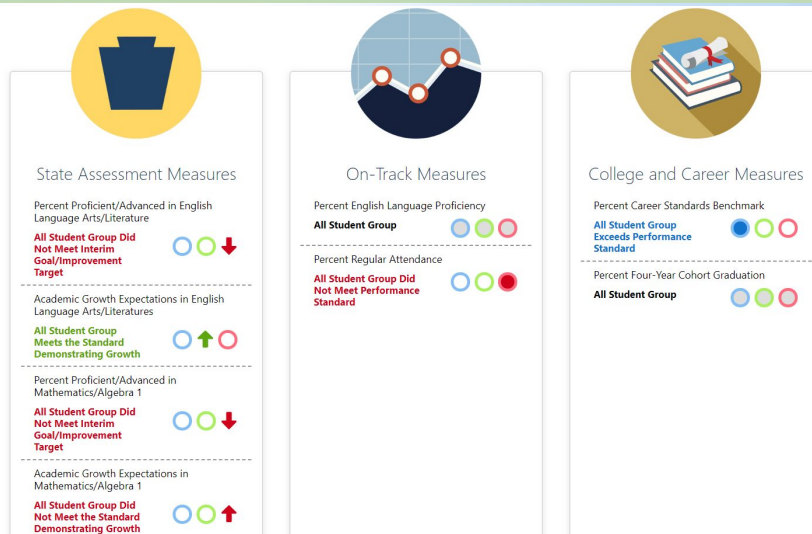 State Assessment Measures
Percent Proficient/Advanced in English
Language Arts/Literature
All Student Group Did
Not Meet Interim
Goal/Improvement
Target
Academic Growth Expectations in English
Language Arts/Literatures
All Student Group
Meets the Standard
Demonstrating Growth
Percent Proficient/Advanced in
Mathematics/Algebra 1
All Student Group Did
Not Meet Interim
Goal/Improvement
Target
Academic Growth Expectations in
Mathematics/Algebra 1
All Student Group Did
Not Meet the Standard
Demonstrating Growth
On-Track Measures
Percent English Language Proficiency
All Student Group
Percent Regular Attendance
All Student Group Did
Not Meet Performance
Standard
College and Career Measures
Percent Career Standards Benchmark
All Student Group
Exceeds Performance
Standard
Percent Four-Year Cohort Graduation
All Student Group